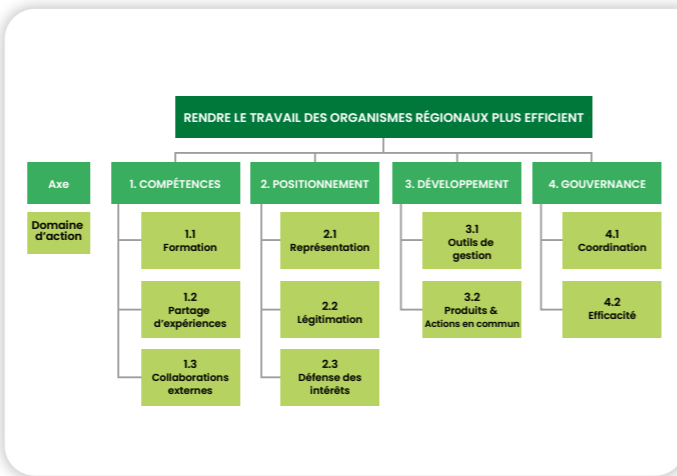 RENDRE LE TRAVAIL DES ORGANISMES RÉGIONAUX PLUS EFFICIENT
Axe
1. COMPÉTENCES
2. POSITIONNEMENT
3. DÉVELOPPEMENT
4. GOUVERNANCE
Domaine
d'action
1.1
Formation
2.1
Représentation
3.1
Outils de
gestion
4.1
Coordination
1.2
Partage
d'expériences
2.2
Légitimation
3.2
Produits &
Actions en commun
4.2
Efficacité
1.3
Collaborations
externes
2.3
Défense des
intérêts